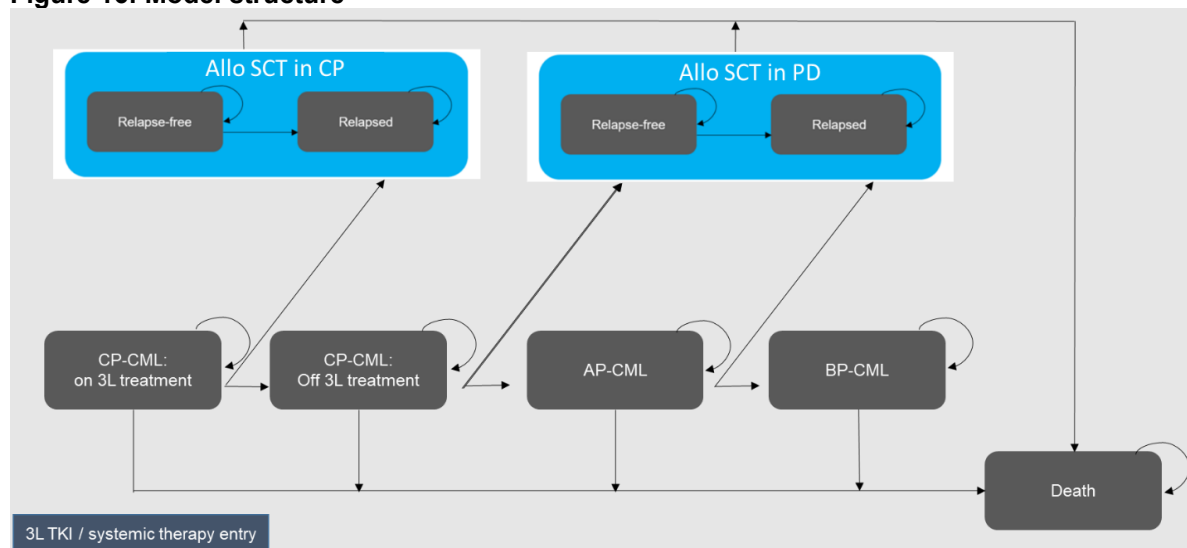 Allo SCT in CP
Relapse-free
Relapsed
Allo SCT in PD
Relapse-free
Relapsed
CP-CML:
on 3L treatment
CP-CML:
Off 3L treatment
AP-CML
BP-CML
Death
3L TKI / systemic therapy entry